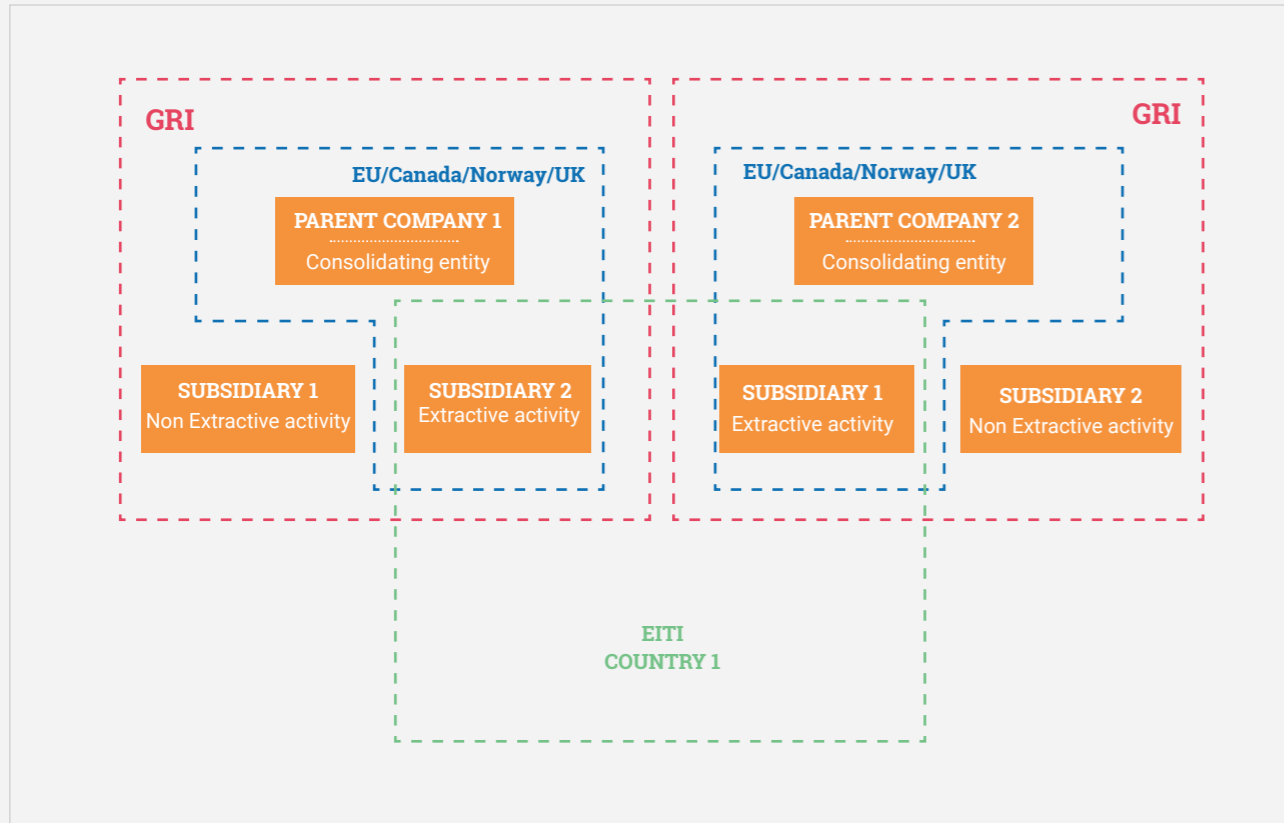 GRI
EU/Canada/Norway/UK
PARENT COMPANY 1
Consolidating entity
SUBSIDIARY 1
Non Extractive activity
SUBSIDIARY 2
Extractive activity
GRI
EU/Canada/Norway/UK
PARENT COMPANY 2
Consolidating entity
SUBSIDIARY 1
Extractive activity
SUBSIDIARY 2
Non Extractive activity
EITI
COUNTRY 1